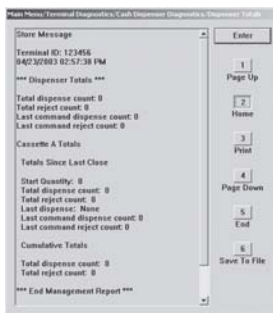 Main Menu/Terminal Diagnostics/Cash Dispenser Diagnostics/Dispenser Totals
Store Message
Terminal ID: 123456
04/23/2003 02:57:38 PM
*** Dispenser Totals ***
Total dispense count: 0
Total reject count: 0
Last command dispense count: 0
Last command reject count: 0
Cassette A Totals
Totals Since Last Close
Start Quantity: 0
Total dispense count: 0
Total reject count: 0
Last dispense: None
Last command dispense count: 0
Last command reject count: 0
Cumulative Totals
Total dispense count: 0
Total reject count: 0
*** End Management Report ***
Enter
1
Page Up
2
Home
3
Print
4
Page Down
5
End
6
Save To File